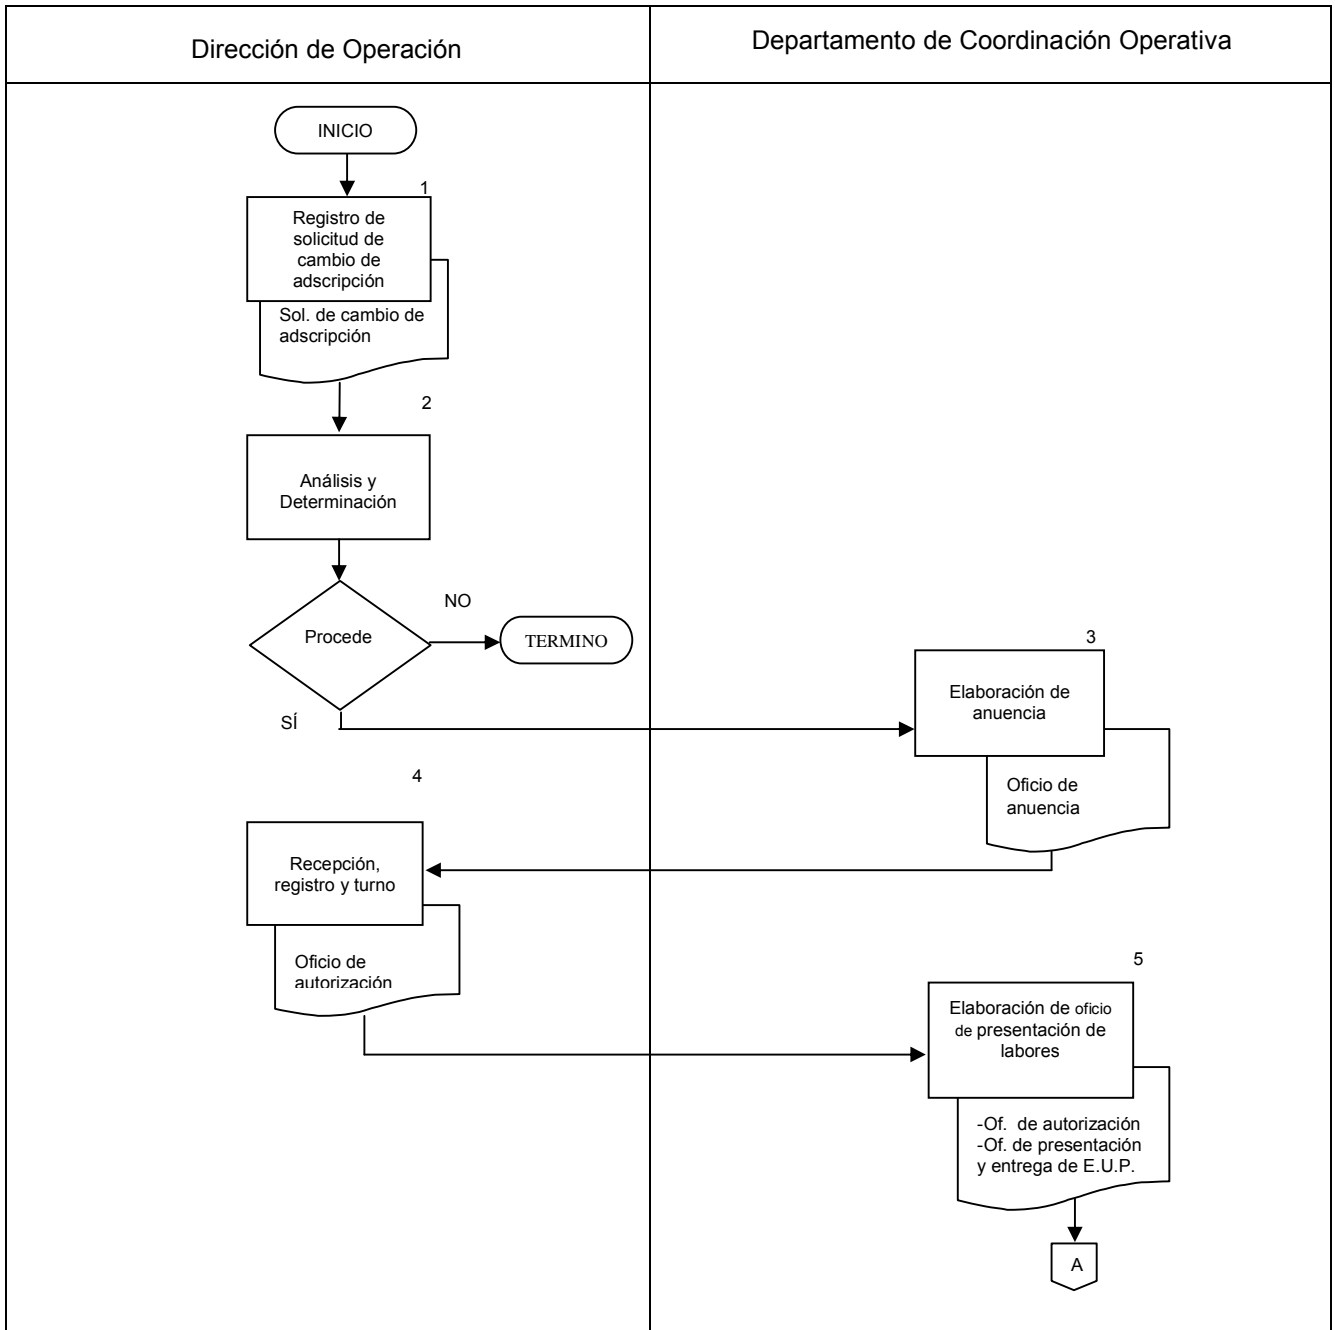 Dirección de Operación
Departamento de Coordinación Operativa
INICIO
1
Registro de
solicitud de
cambio de
adscripción
Sol. de cambio de
adscripción
2
Análisis y
Determinación
Procede
NO
TERMINO
SÍ
3
Elaboración de
anuencia
Oficio de
anuencia
4
Recepción,
registro y turno
Oficio de
autorización
5
Elaboración de oficio
de presentación de
labores
-Of. de autorización
-Of. de presentación
y entrega de E.U.P.
A